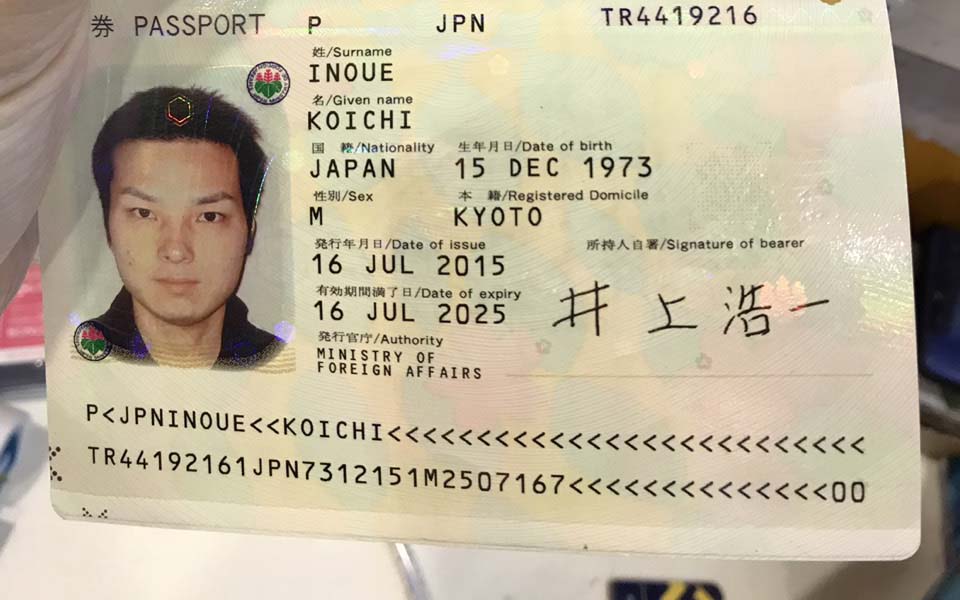 券 PASSPORT P JPN TR4419216
姓/Surname
INOUE
名/Given name
KOICHI
国 籍/Nationality 生年月日/Date of birth
JAPAN 15 DEC 1973
性別/Sex 本 籍/Registered Domicile
M KYOTO
発行年月日/Date of issue 所持人自署/Signature of bearer
16 JUL 2015
有効期間満了日/Date of expiry
16 JUL 2025 井上浩一
発行官庁/Authority
MINISTRY OF
FOREIGN AFFAIRS
P<JPNINOUE<<KOICHI<<<<<<<<<<<<<<<<<<<<<<<<<<
TR44192161JPN7312151M2507167<<<<<<<<<<<<<<<00